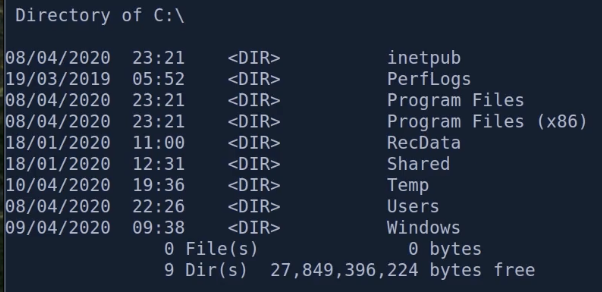 Directory of C:\
08/04/2020  23:21    <DIR>          inetpub
19/03/2019  05:52    <DIR>          PerfLogs
08/04/2020  23:21    <DIR>          Program Files
08/04/2020  23:21    <DIR>          Program Files (x86)
18/01/2020  11:00    <DIR>          RecData
18/01/2020  12:31    <DIR>          Shared
10/04/2020  19:36    <DIR>          Temp
08/04/2020  22:26    <DIR>          Users
09/04/2020  09:38    <DIR>          Windows
0 File(s)              0 bytes
9 Dir(s)  27,849,396,224 bytes free